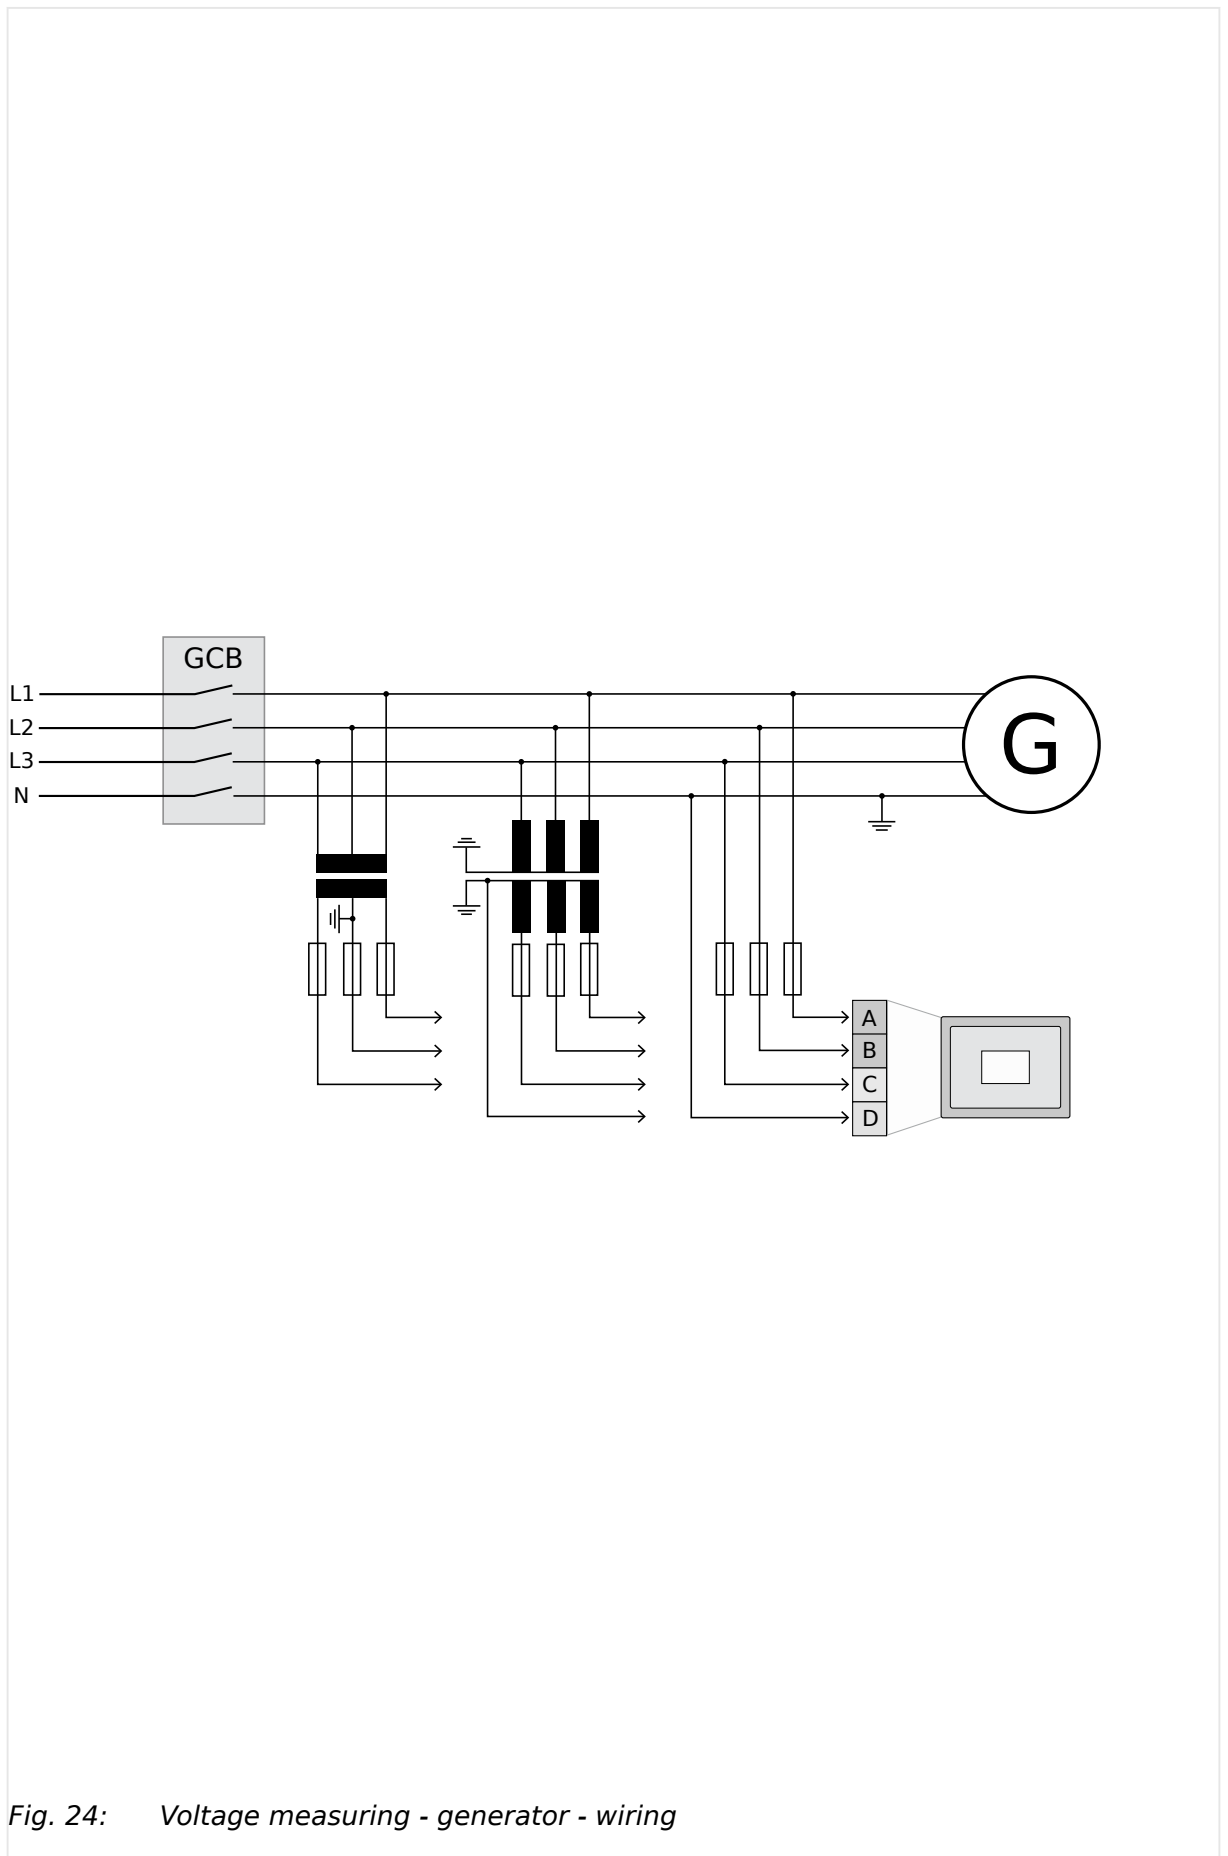 GCB
L1
L2
L3
N
G
A
B
C
D
Fig. 24: Voltage measuring - generator - wiring